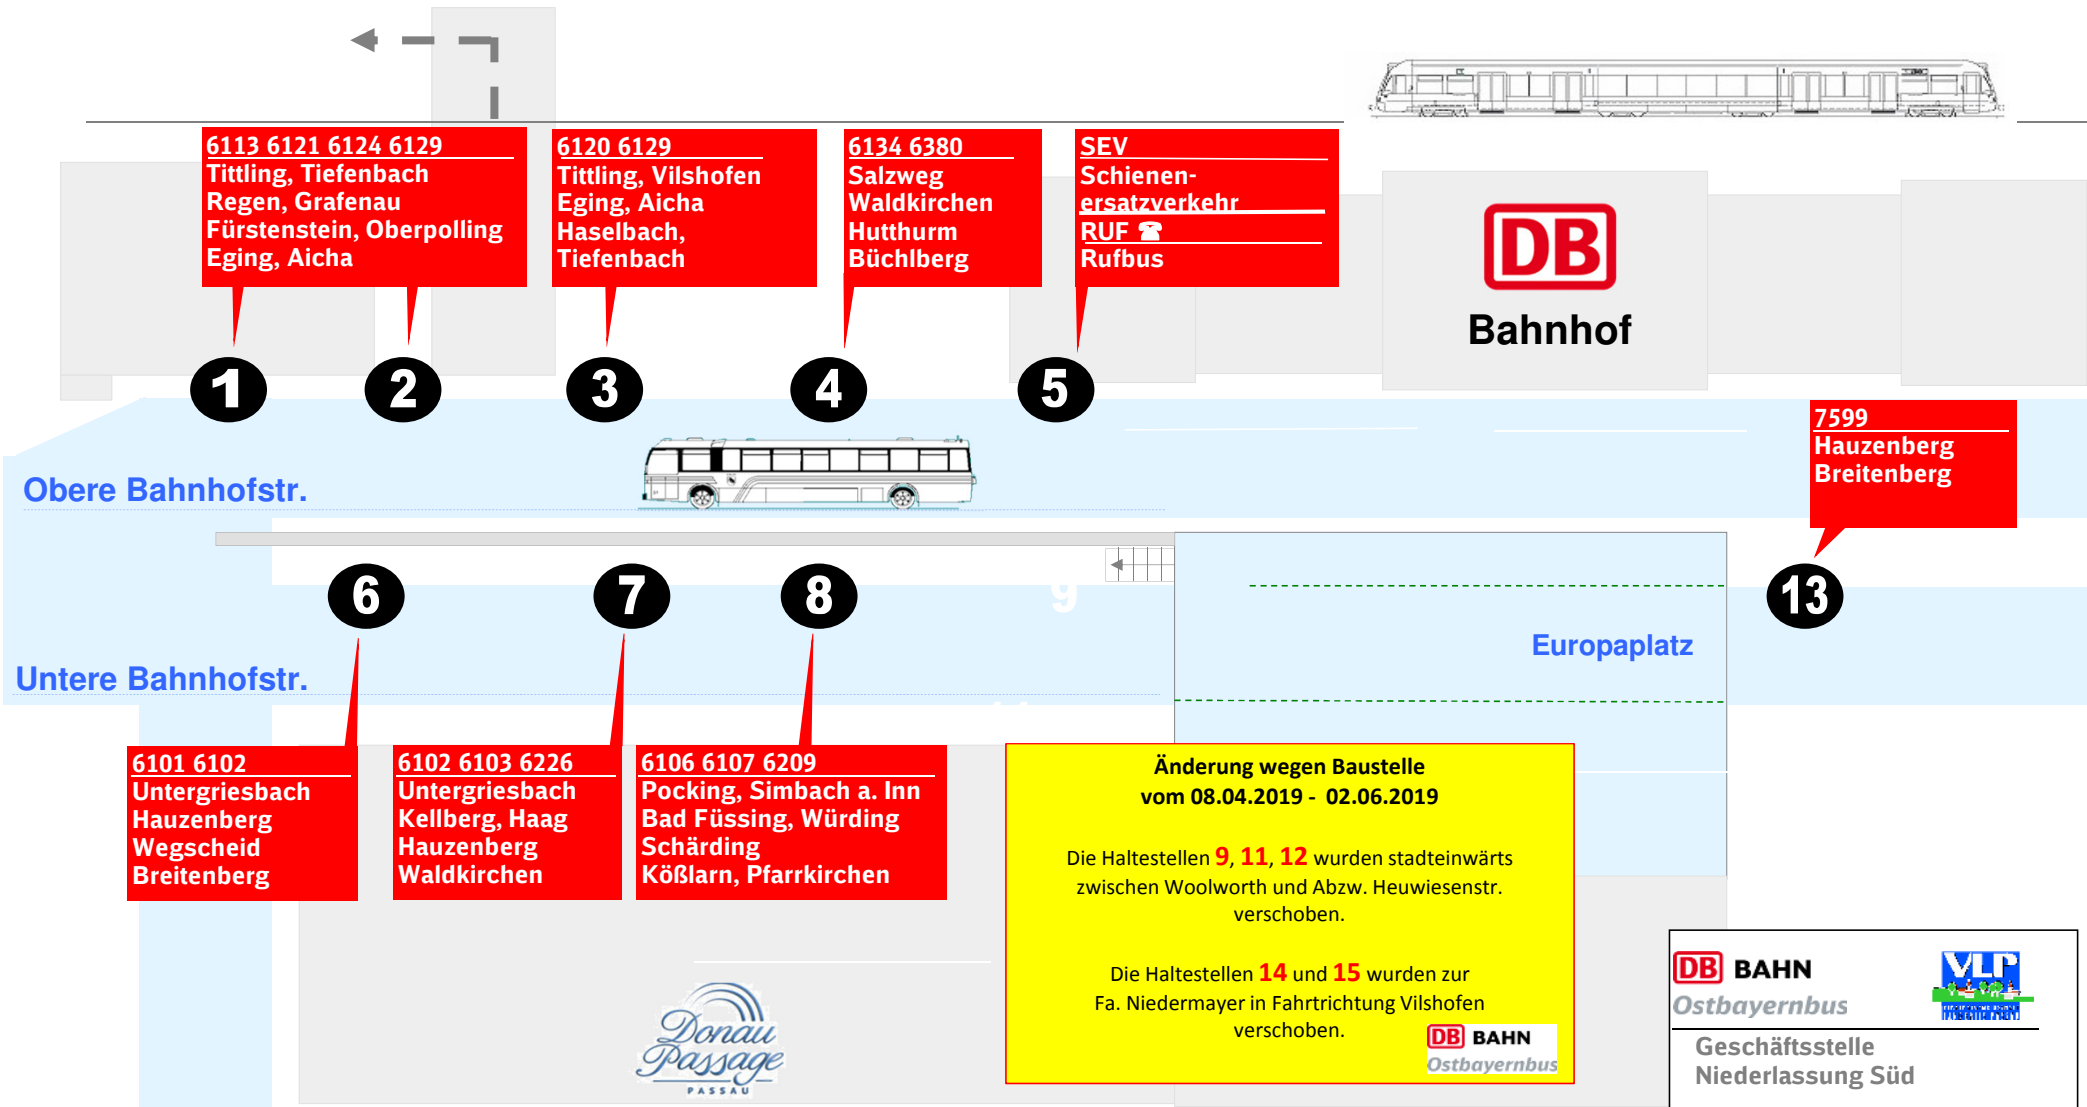 6113 6121 6124 6129
Tittling, Tiefenbach
Regen, Grafenau
Fürstenstein, Oberpolling
Eging, Aicha
6120 6129
Tittling, Vilshofen
Eging, Aicha
Haselbach,
Tiefenbach
6134 6380
Salzweg
Waldkirchen
Hutthurm
Büchlberg
SEV
Schienen-
ersatzverkehr
RUF ☎
Rufbus
DB
Bahnhof
1
2
3
4
5
7599
Hauzenberg
Breitenberg
Obere Bahnhofstr.
6
7
8
9
13
Europaplatz
Untere Bahnhofstr.
6101 6102
Untergriesbach
Hauzenberg
Wegscheid
Breitenberg
6102 6103 6226
Untergriesbach
Kellberg, Haag
Hauzenberg
Waldkirchen
6106 6107 6209
Pocking, Simbach a. Inn
Bad Füssing, Würding
Schärding
Kößlarn, Pfarrkirchen
Änderung wegen Baustelle
vom 08.04.2019 - 02.06.2019
Die Haltestellen 9, 11, 12 wurden stadteinwärts
zwischen Woolworth und Abzw. Heuwiesenstr.
verschoben.
Die Haltestellen 14 und 15 wurden zur
Fa. Niedermayer in Fahrtrichtung Vilshofen
verschoben.
DB BAHN
Ostbayernbus
Donau
Passage
PASSAU
DB BAHN
Ostbayernbus
VLP
Geschäftsstelle
Niederlassung Süd